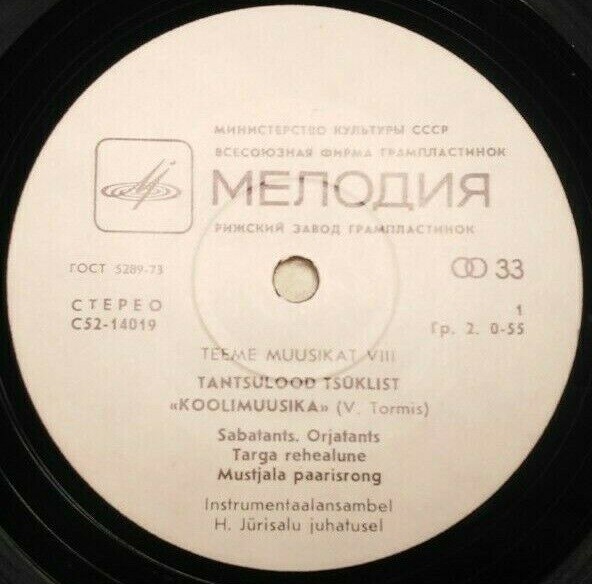 МИНИСТЕРСТВО КУЛЬТУРЫ СССР
ВСЕСОЮЗНАЯ ФИРМА ГРАМПЛАСТИНОК
МЕЛОДИЯ
РИЖСКИЙ ЗАВОД ГРАМПЛАСТИНОК
ГОСТ 5289-73
33
СТЕРЕО
1
С52-14019
Гр. 2. 0-55
TEEME MUUSIKAT VIII
TANTSULOOD TSÜKLIST
«KOOLIMUUSIKA» (V. Tormis)
Sabatants. Orjatants
Targa rehealune
Mustjala paarisrong
Instrumentaalansambel
H. Jürisalu juhatusel